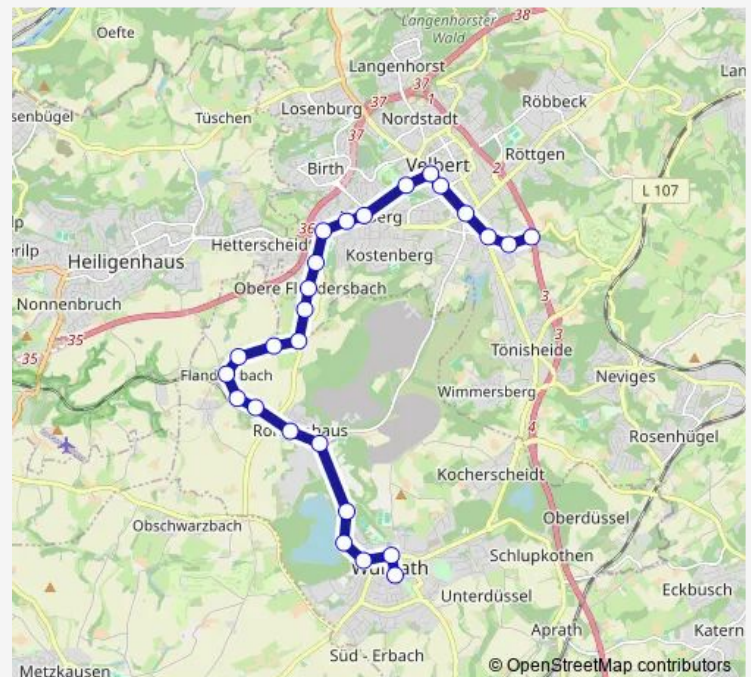 Oefte
Langenhorster
Wald
38
Langenhorst
37
37
1
Röbbeck
Losenburg
senbügel
Tüschen
Nordstadt
37
Velbert
Röttgen
2
Birth
L 107
36
Hetterscheid
Heiligenhaus
Kostenberg
Nonnenbruch
3
35
35
3
Tönisheide
Neviges
Wimmersberg
4
Rosenhügel
Kocherscheidt
Obschwarzbach
Oberdüssel
Schlupkothen
Unterdüssel
Eckbusch
Aprath
Katern
Süd - Erbach
Metzkausen
© OpenStreetMap contributors